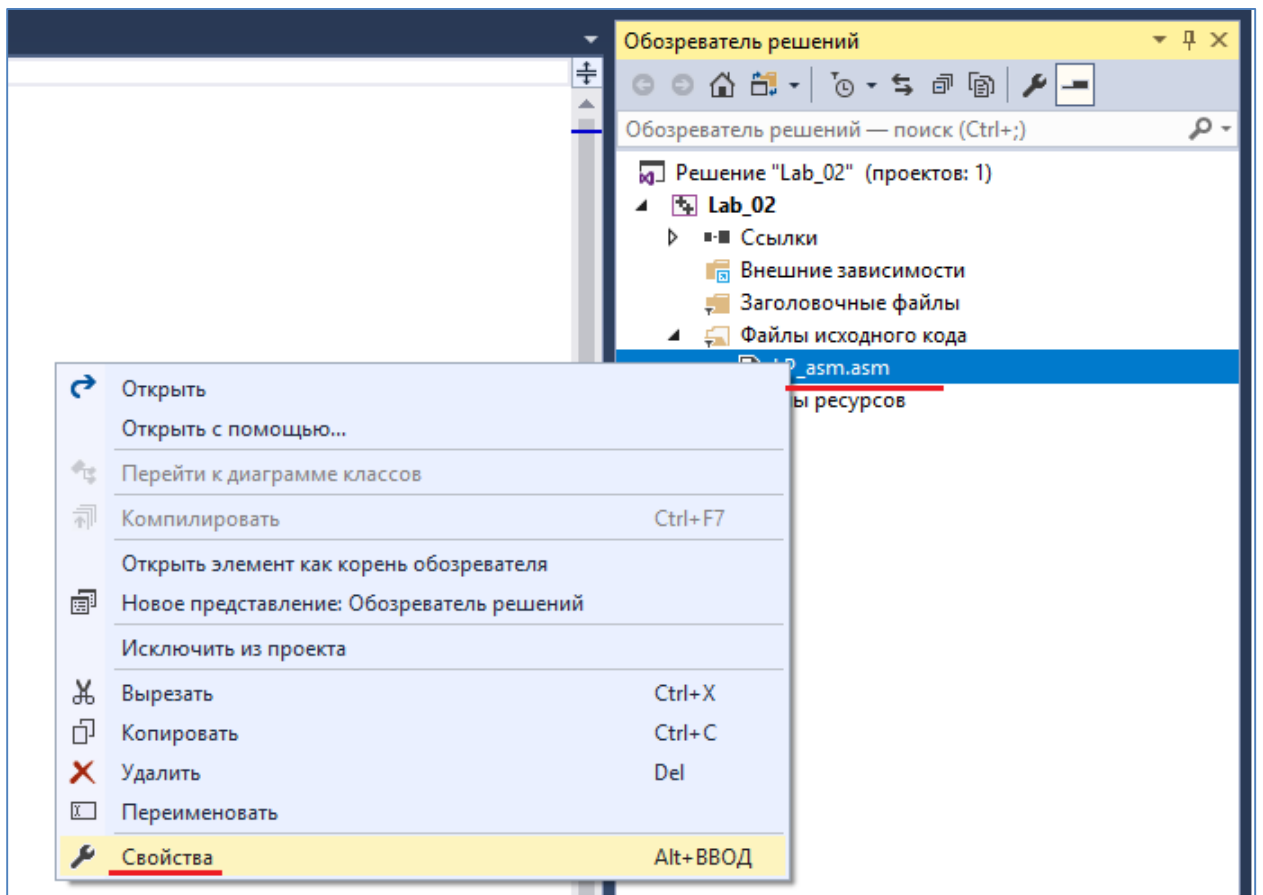 Обозреватель решений
Обозреватель решений — поиск (Ctrl+;)
Решение "Lab_02" (проектов: 1)
Lab_02
Ссылки
Внешние зависимости
Заголовочные файлы
Файлы исходного кода
_asm.asm
ы ресурсов
Открыть
Открыть с помощью...
Перейти к диаграмме классов
Компилировать Ctrl+F7
Открыть элемент как корень обозревателя
Новое представление: Обозреватель решений
Исключить из проекта
Вырезать Ctrl+X
Копировать Ctrl+C
Удалить Del
Переименовать
Свойства Alt+ВВОД